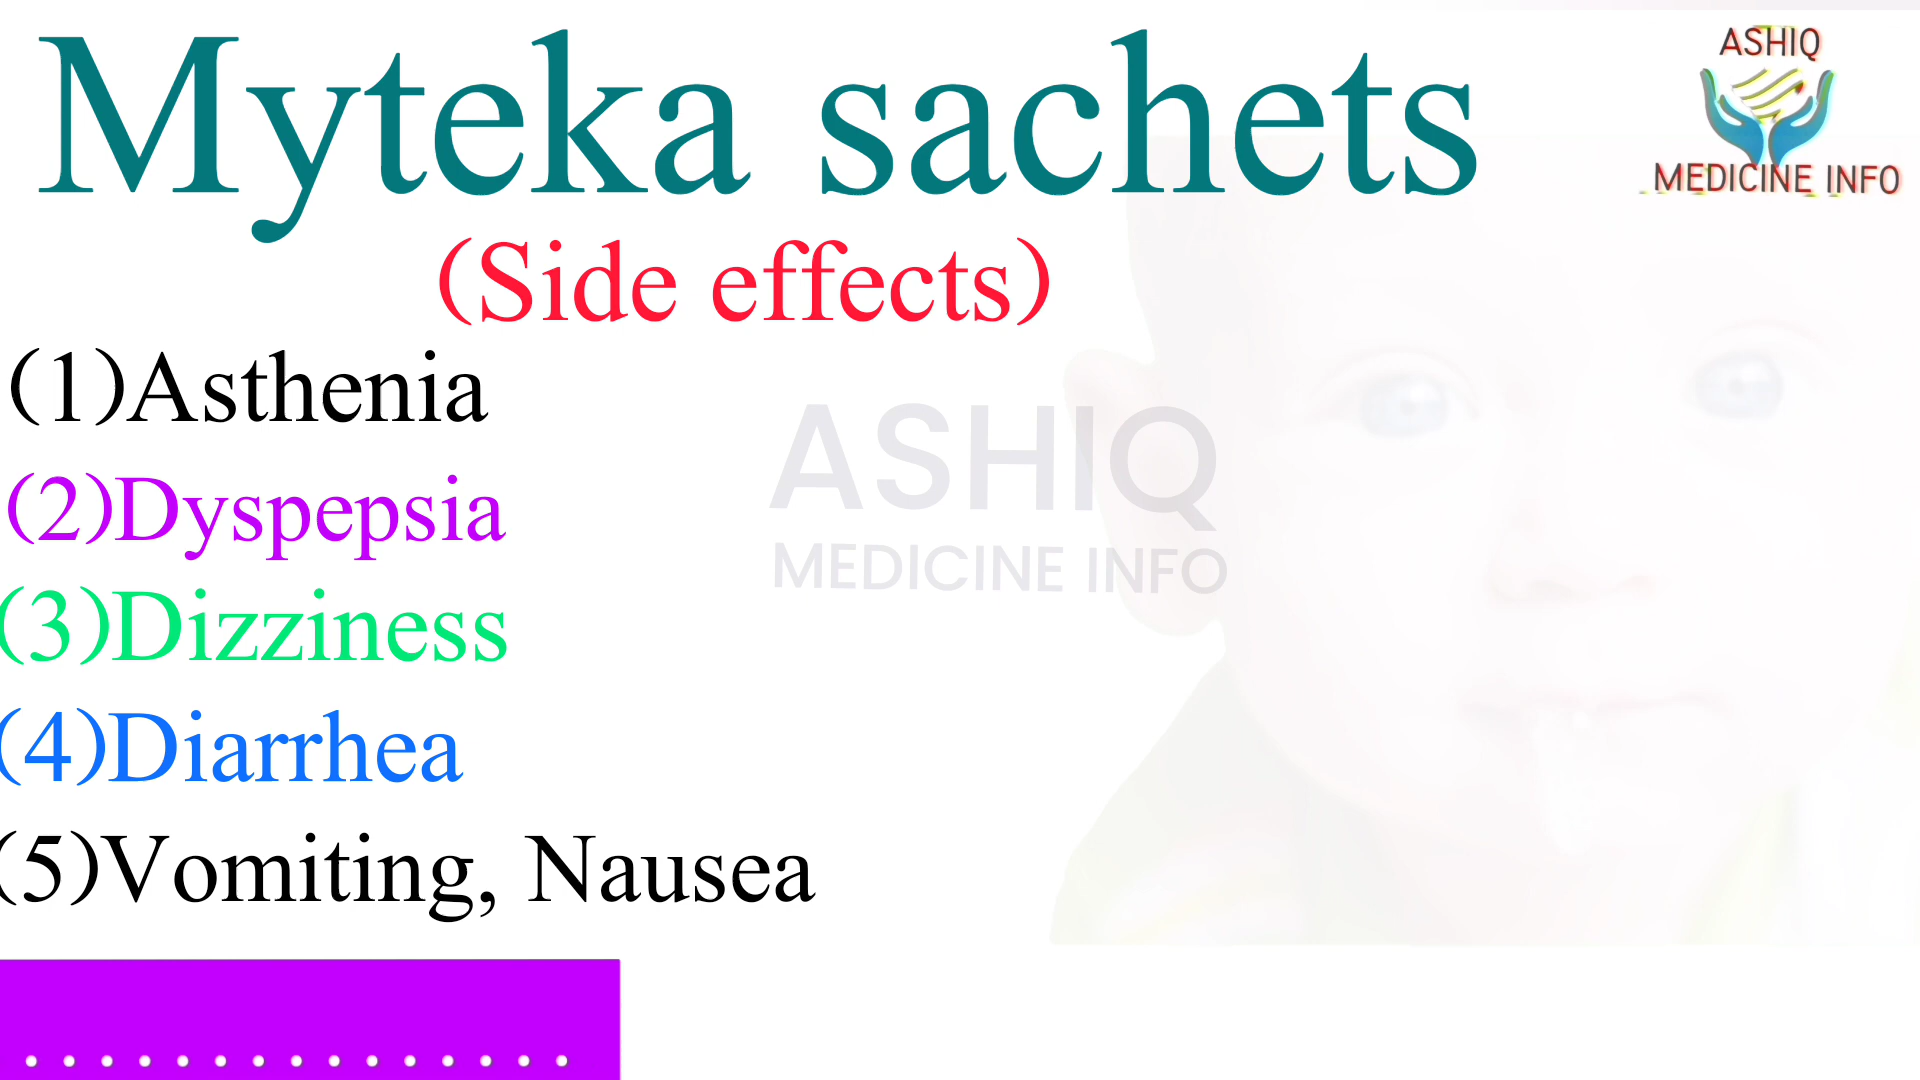 Myteka sachets
ASHIQ
MEDICINE INFO
(Side effects)
(1)Asthenia
(2)Dyspepsia
(3)Dizziness
(4)Diarrhea
(5)Vomiting, Nausea
ASHIQ
MEDICINE INFO